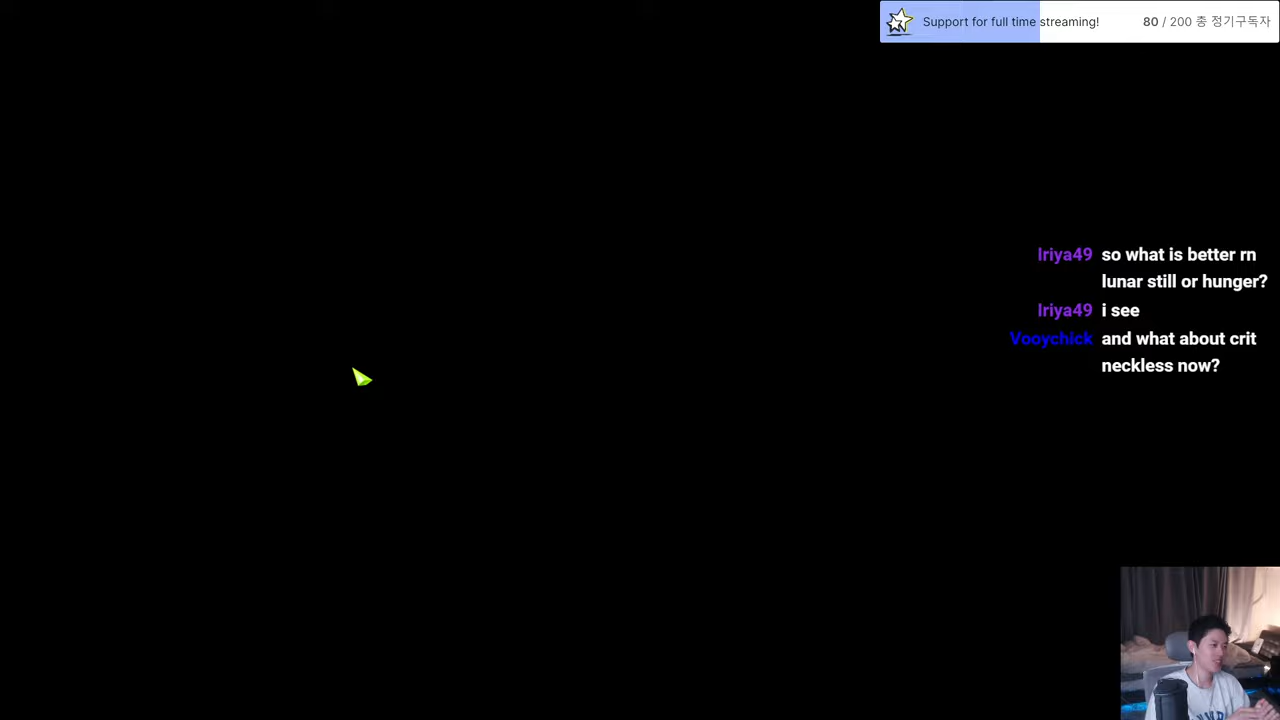 Support for full time streaming! 80 / 200 총 정기구독자
Iriya49 so what is better rn
lunar still or hunger?
Iriya49 i see
Vooychick and what about crit
neckless now?